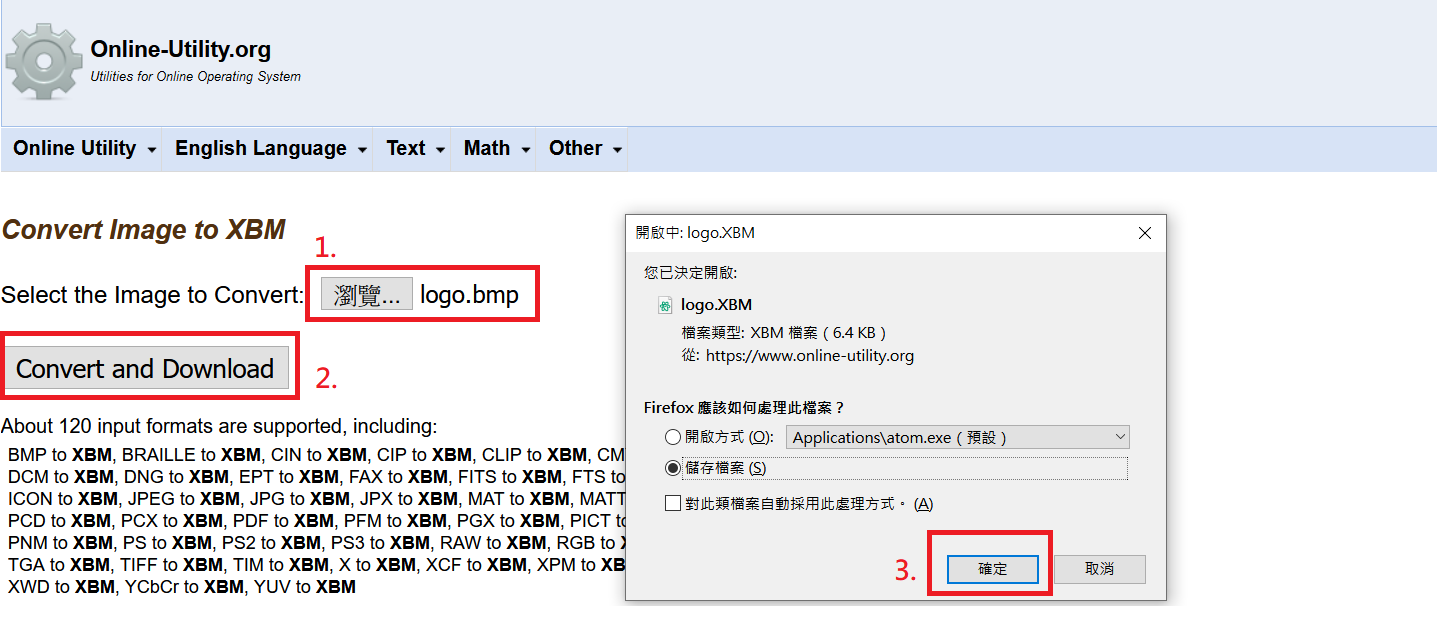 Online-Utility.org
Utilities for Online Operating System
Online Utility
English Language
Text
Math
Other
Convert Image to XBM
1.
Select the Image to Convert: 瀏覽... logo.bmp
Convert and Download
2.
About 120 input formats are supported, including:
BMP to XBM, BRAILLE to XBM, CIN to XBM, CIP to XBM, CLIP to XBM, CM
DCM to XBM, DNG to XBM, EPT to XBM, FAX to XBM, FITS to XBM, FTS to
ICON to XBM, JPEG to XBM, JPG to XBM, JPX to XBM, MAT to XBM, MATT
PCD to XBM, PCX to XBM, PDF to XBM, PFM to XBM, PGX to XBM, PICT to
PNM to XBM, PS to XBM, PS2 to XBM, PS3 to XBM, RAW to XBM, RGB to
TGA to XBM, TIFF to XBM, TIM to XBM, X to XBM, XCF to XBM, XPM to XB
XWD to XBM, YCbCr to XBM, YUV to XBM
開啟中: logo.XBM
您已決定開啟:
logo.XBM
檔案類型: XBM 檔案 ( 6.4 KB )
從: https://www.online-utility.org
Firefox 應該如何處理此檔案？
開啟方式 (O): Applications\atom.exe ( 預設 )
儲存檔案 (S)
對此類檔案自動採用此處理方式。(A)
3.
確定
取消